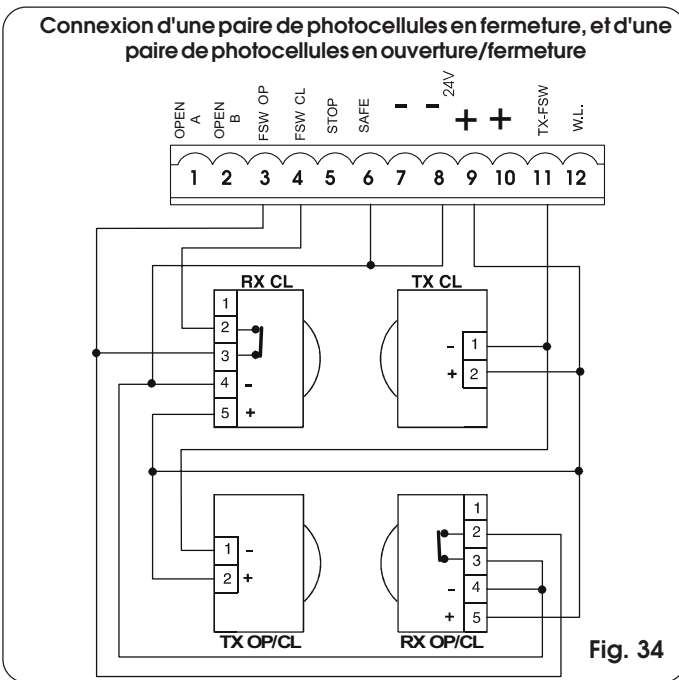 Connexion d'une paire de photocellules en fermeture, et d'une
paire de photocellules en ouverture/fermeture
OPEN A
OPEN B
FSW OP
FSW CL
STOP
SAFE
-
-
24V
+
+
TX-FSW
W.L.
1 2 3 4 5 6 7 8 9 10 11 12
RX CL
1
2
3
4 -
5 +
TX CL
- 1
+ 2
1 -
2 +
TX OP/CL
1
2
3
- 4
+ 5
RX OP/CL
Fig. 34